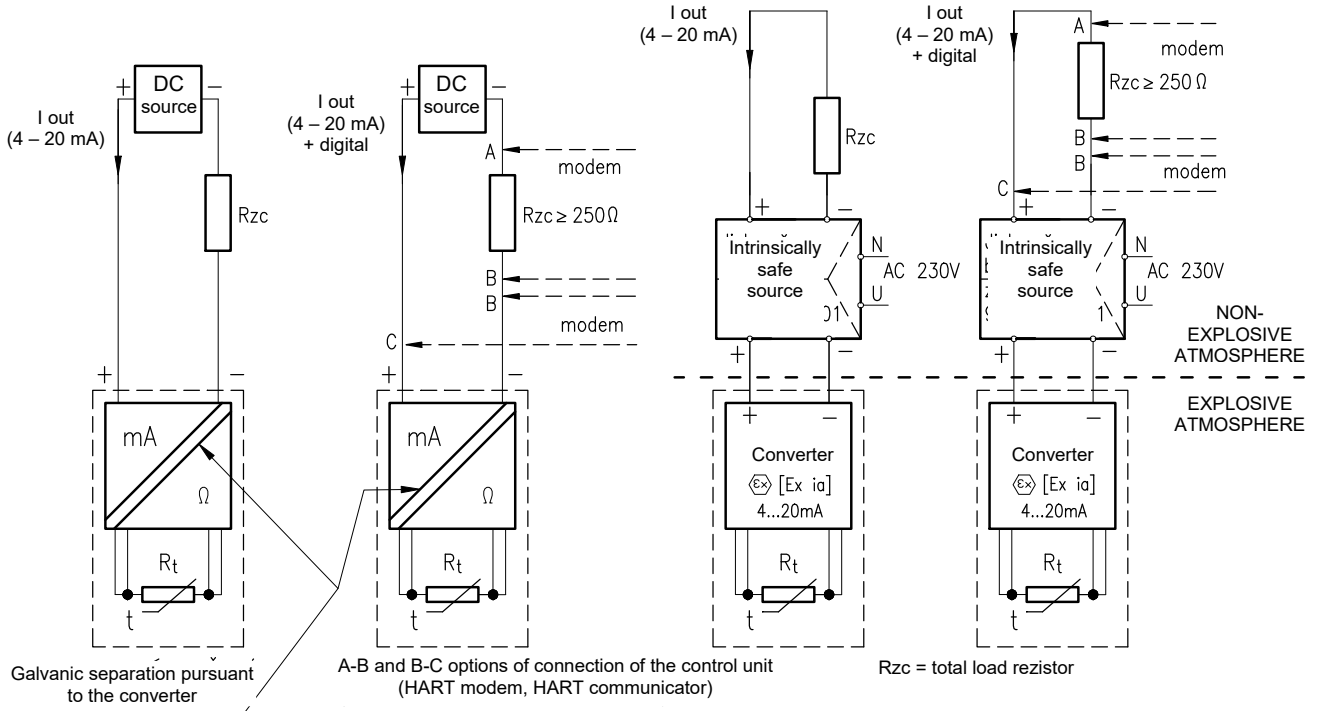 I out
(4 – 20 mA)
+ DC –
source
Rzc
+ –
mA
Ω
Rt
t
Galvanic separation pursuant
to the converter
I out
(4 – 20 mA)
+ digital
+ DC –
source
A
modem
Rzc ≥ 250 Ω
B
B
modem
C
+ –
mA
Ω
Rt
t
A-B and B-C options of connection of the control unit
(HART modem, HART communicator)
I out
(4 – 20 mA)
Rzc
+ –
Intrinsically
safe
source
N
AC 230V
U
+ –
+ –
Converter
Ex [Ex ia]
4...20mA
Rt
t
I out
(4 – 20 mA)
+ digital
A
modem
Rzc ≥ 250 Ω
B
B
modem
C
+ –
Intrinsically
safe
source
N
AC 230V
U
+ –
NON-
EXPLOSIVE
ATMOSPHERE
EXPLOSIVE
ATMOSPHERE
+ –
Converter
Ex [Ex ia]
4...20mA
Rt
t
Rzc = total load rezistor